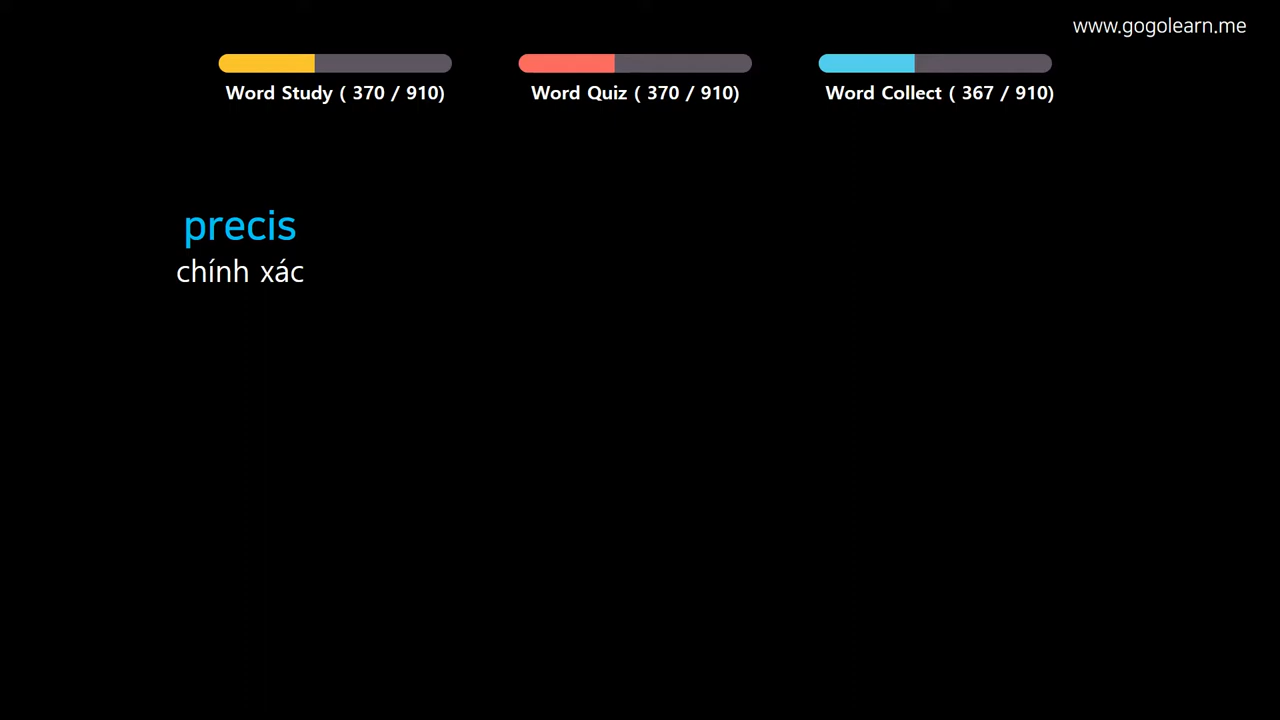 www.gogolearn.me
Word Study ( 370 / 910)
Word Quiz ( 370 / 910)
Word Collect ( 367 / 910)
precis
chính xác